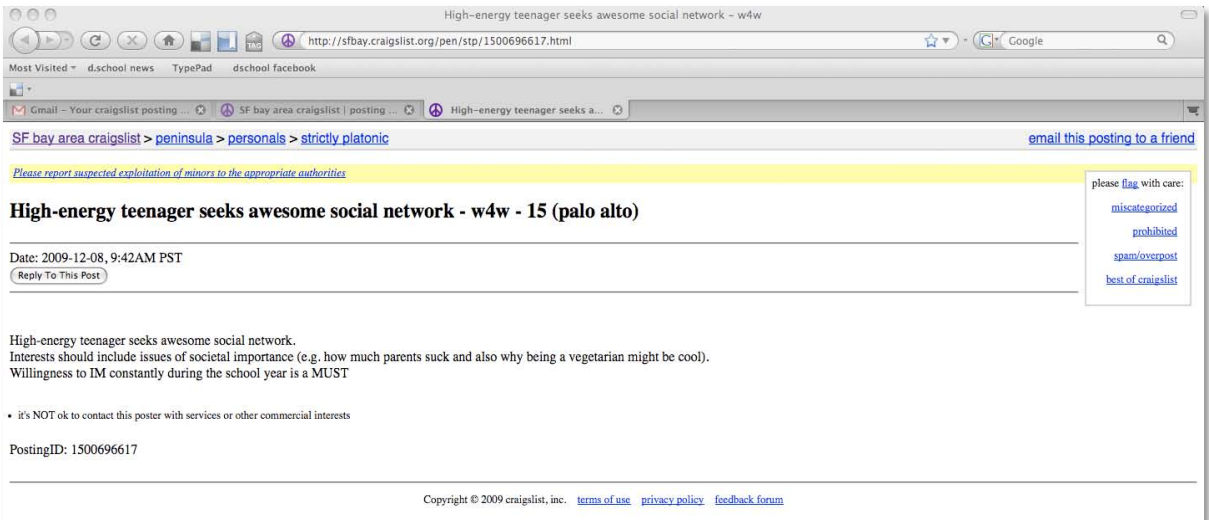 High-energy teenager seeks awesome social network - w4w
TAG
http://sfbay.craigslist.org/pen/stp/1500696617.html
G
Google
Most Visited
d.school news
TypePad
dschool facebook
Gmail - Your craigslist posting ...
SF bay area craigslist | posting ...
High-energy teenager seeks a...
SF bay area craigslist > peninsula > personals > strictly platonic
email this posting to a friend
Please report suspected exploitation of minors to the appropriate authorities
please flag with care:
miscategorized
prohibited
spam/overpost
best of craigslist
High-energy teenager seeks awesome social network - w4w - 15 (palo alto)
Date: 2009-12-08, 9:42AM PST
Reply To This Post
High-energy teenager seeks awesome social network.
Interests should include issues of societal importance (e.g. how much parents suck and also why being a vegetarian might be cool).
Willingness to IM constantly during the school year is a MUST
• it's NOT ok to contact this poster with services or other commercial interests
PostingID: 1500696617
Copyright © 2009 craigslist, inc. terms of use privacy policy feedback forum